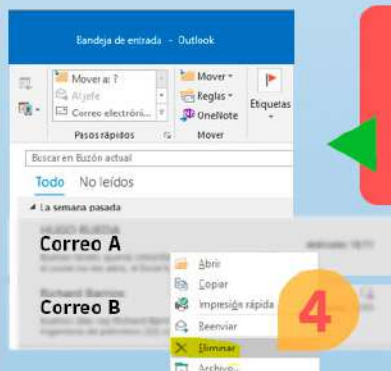 Bandeja de entrada - Outlook
Mover a: ?
Al jefe
Correo electróni...
Pasos rápidos
Mover
Reglas
OneNote
Mover
Etiquetas
Buscar en Buzón actual
Todo No leídos
La semana pasada
Correo A
Correo B
Abrir
Copiar
Impresión rápida
Reenviar
Eliminar
Archivo...
4